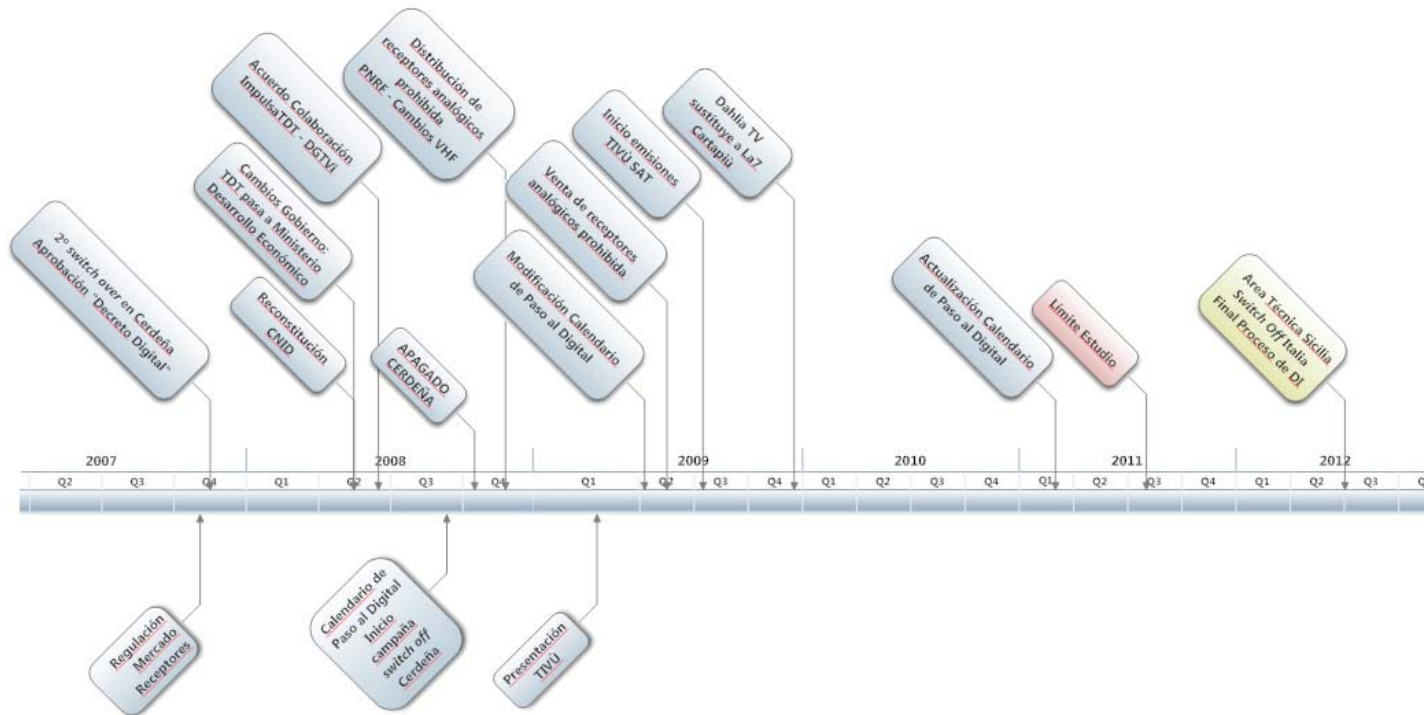 2º switch over en Cerdeña
Aprobación "Decreto Digital"
Acuerdo Colaboración
ImpulsaTDT - DGTVi
Cambios Gobierno:
TDT pasa a Ministerio
Desarrollo Económico
Reconstitución
CNID
Distribución de
receptores analógicos
prohibida
PNRF - Cambios VHF
APAGADO
CERDEÑA
Venta de receptores
analógicos prohibida
Modificación Calendario
de Paso al Digital
Inicio emisiones
TIVÙ SAT
Dahlia TV
sustituye a La7
Cartapiù
Actualización Calendario
de Paso al Digital
Límite Estudio
Area Técnica Sicilia
Switch Off Italia
Final Proceso de DI
2007 2008 2009 2010 2011 2012
Q2 Q3 Q4 Q1 Q2 Q3 Q4 Q1 Q2 Q3 Q4 Q1 Q2 Q3 Q4 Q1 Q2 Q3 Q4 Q1 Q2 Q3
Regulación
Mercado
Receptores
Calendario de
Paso al Digital
Inicio
campaña
switch off
Cerdeña
Presentación
TIVÙ